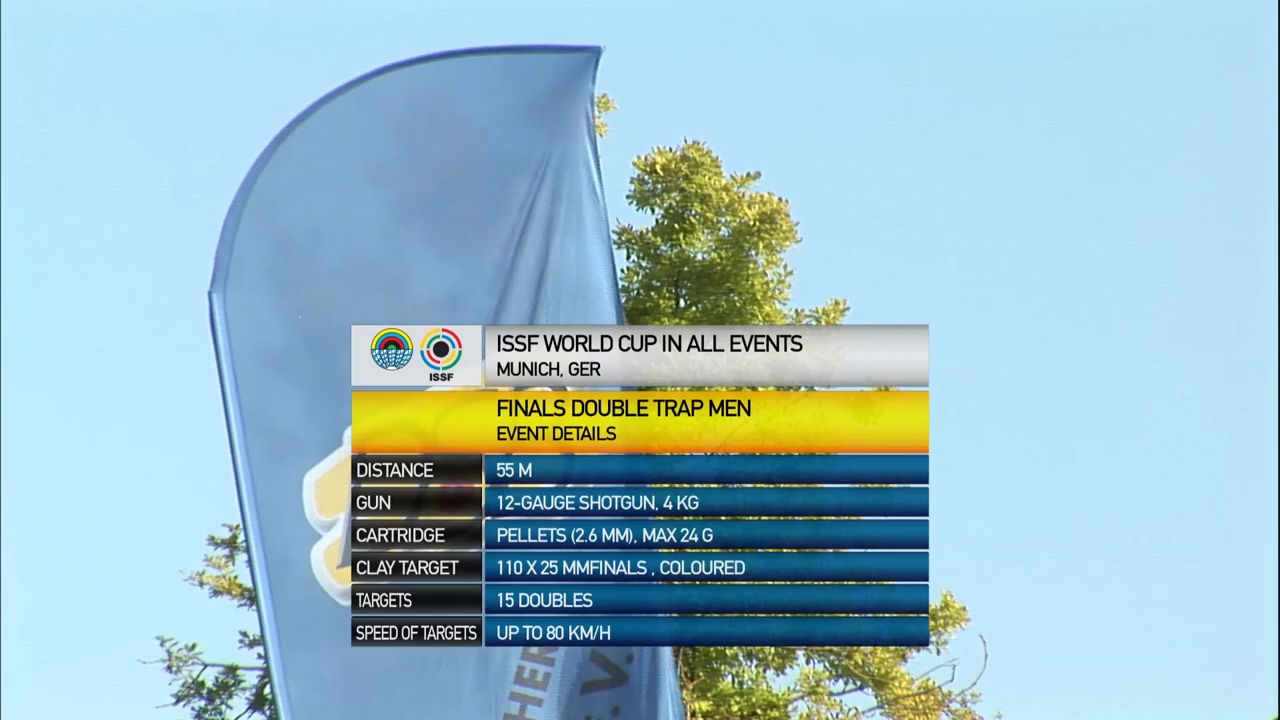 ISSF
ISSF WORLD CUP IN ALL EVENTS
MUNICH, GER
FINALS DOUBLE TRAP MEN
EVENT DETAILS
DISTANCE 55 M
GUN 12-GAUGE SHOTGUN, 4 KG
CARTRIDGE PELLETS (2.6 MM), MAX 24 G
CLAY TARGET 110 X 25 MMFINALS , COLOURED
TARGETS 15 DOUBLES
SPEED OF TARGETS UP TO 80 KM/H